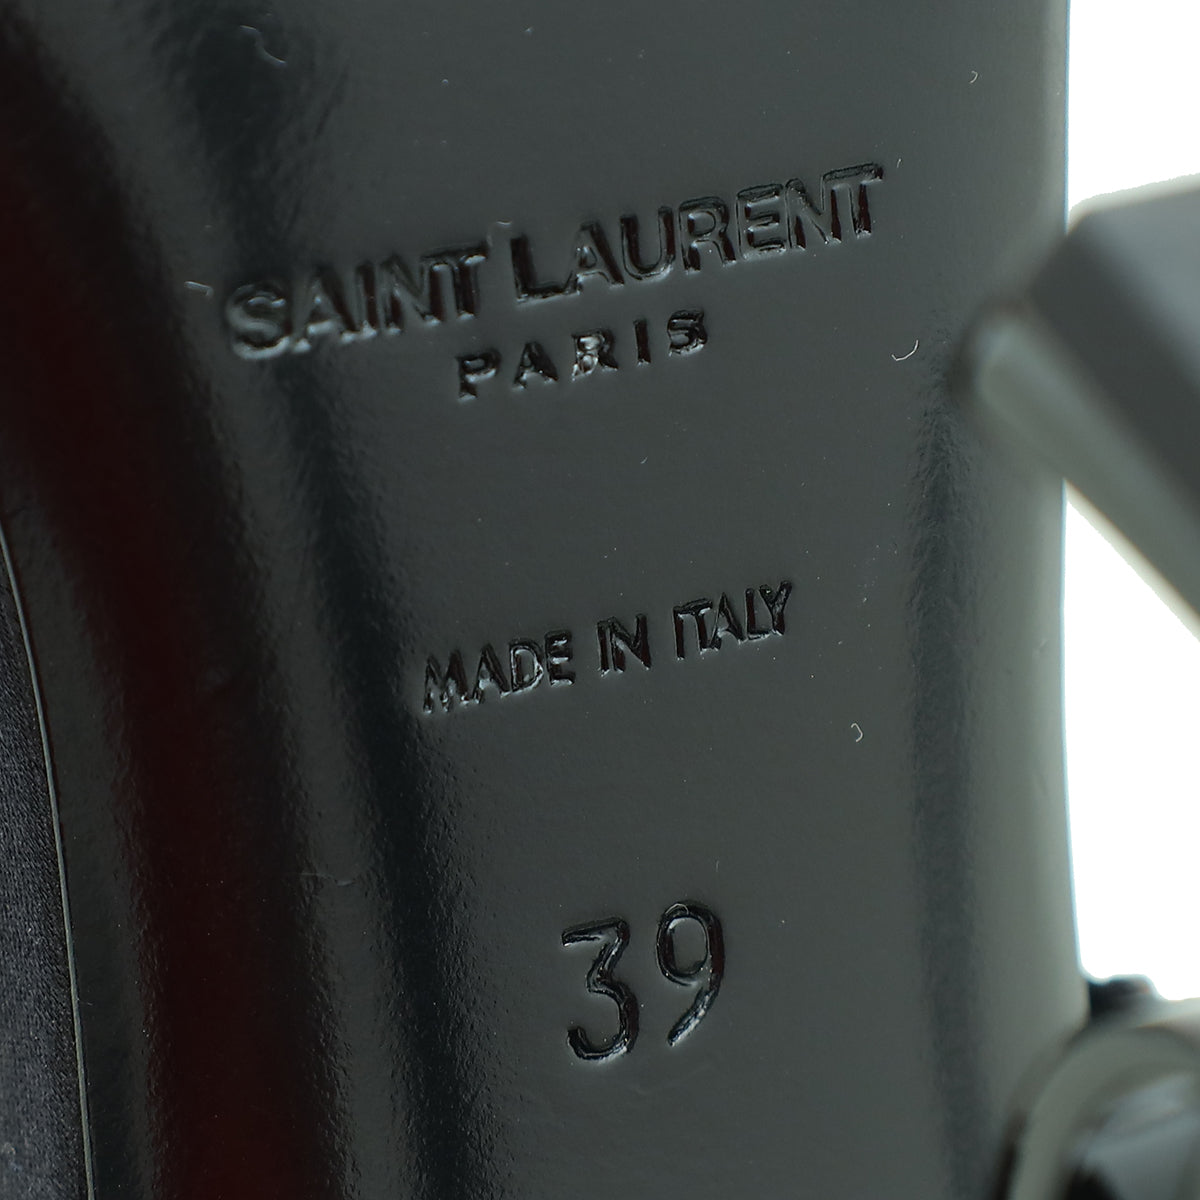 SAINT LAURENT
PARIS
MADE IN ITALY
39